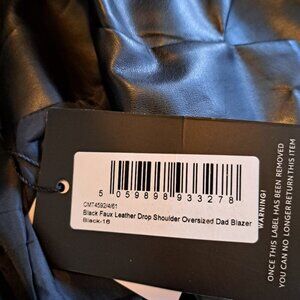 5 059898 933278
CMT4592/4/61
Black Faux Leather Drop Shoulder Oversized Dad Blazer
Black-16
WARNING!
ONCE THIS LABEL HAS BEEN REMOVED
YOU CAN NO LONGER RETURN THIS ITEM